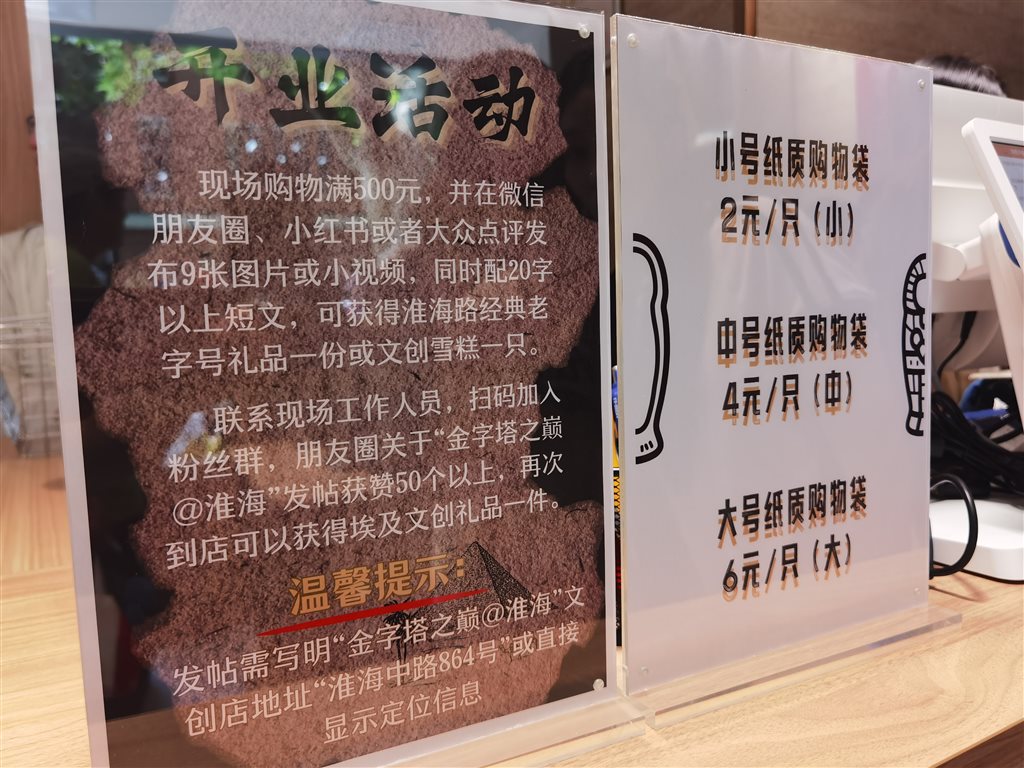 开业活动
现场购物满500元，并在微信
朋友圈、小红书或者大众点评发
布9张图片或小视频，同时配20字
以上短文，可获得淮海路经典老
字号礼品一份或文创雪糕一只。
联系现场工作人员，扫码加入
粉丝群，朋友圈关于“金字塔之巅
@淮海”发帖获赞50个以上，再次
到店可以获得埃及文创礼品一件。
温馨提示：
发帖需写明“金字塔之巅@淮海”文
创店地址“淮海中路864号”或直接
显示定位信息
小号纸质购物袋
2元/只（小）
中号纸质购物袋
4元/只（中）
大号纸质购物袋
6元/只（大）